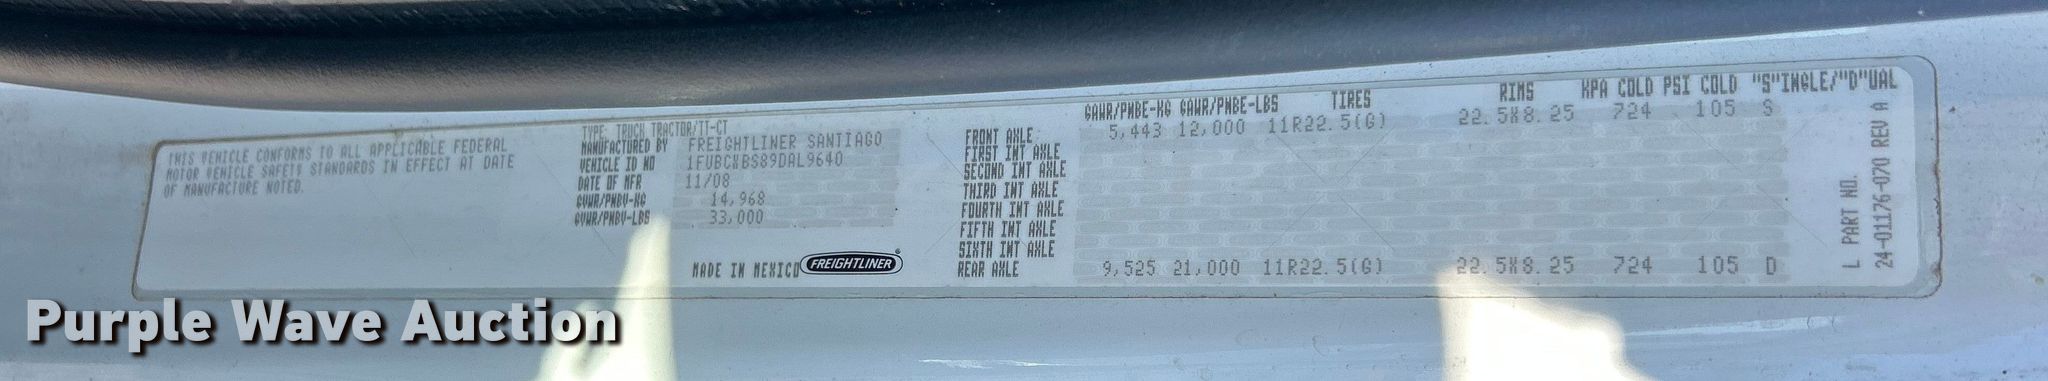 THIS VEHICLE CONFORMS TO ALL APPLICABLE FEDERAL
MOTOR VEHICLE SAFETY STANDARDS IN EFFECT AT DATE
OF MANUFACTURE NOTED.
TYPE: TRUCK TRACTOR/TT-CT
MANUFACTURED BY FREIGHTLINER SANTIAGO
VEHICLE ID NO 1FUBCXBS89DAL9640
DATE OF MFR 11/08
GVWR/PNBV-KG 14,968
GVWR/PNBV-LBS 33,000
MADE IN MEXICO FREIGHTLINER
GAWR/PNBE-KG GAWR/PNBE-LBS TIRES RIMS KPA COLD PSI COLD "S"INGLE/"D"UAL
FRONT AXLE 5,443 12,000 11R22.5(G) 22.5X8.25 724 105 S
FIRST INT AXLE
SECOND INT AXLE
THIRD INT AXLE
FOURTH INT AXLE
FIFTH INT AXLE
SIXTH INT AXLE
REAR AXLE 9,525 21,000 11R22.5(G) 22.5X8.25 724 105 D
L PART NO.
24-01176-070 REV A
Purple Wave Auction